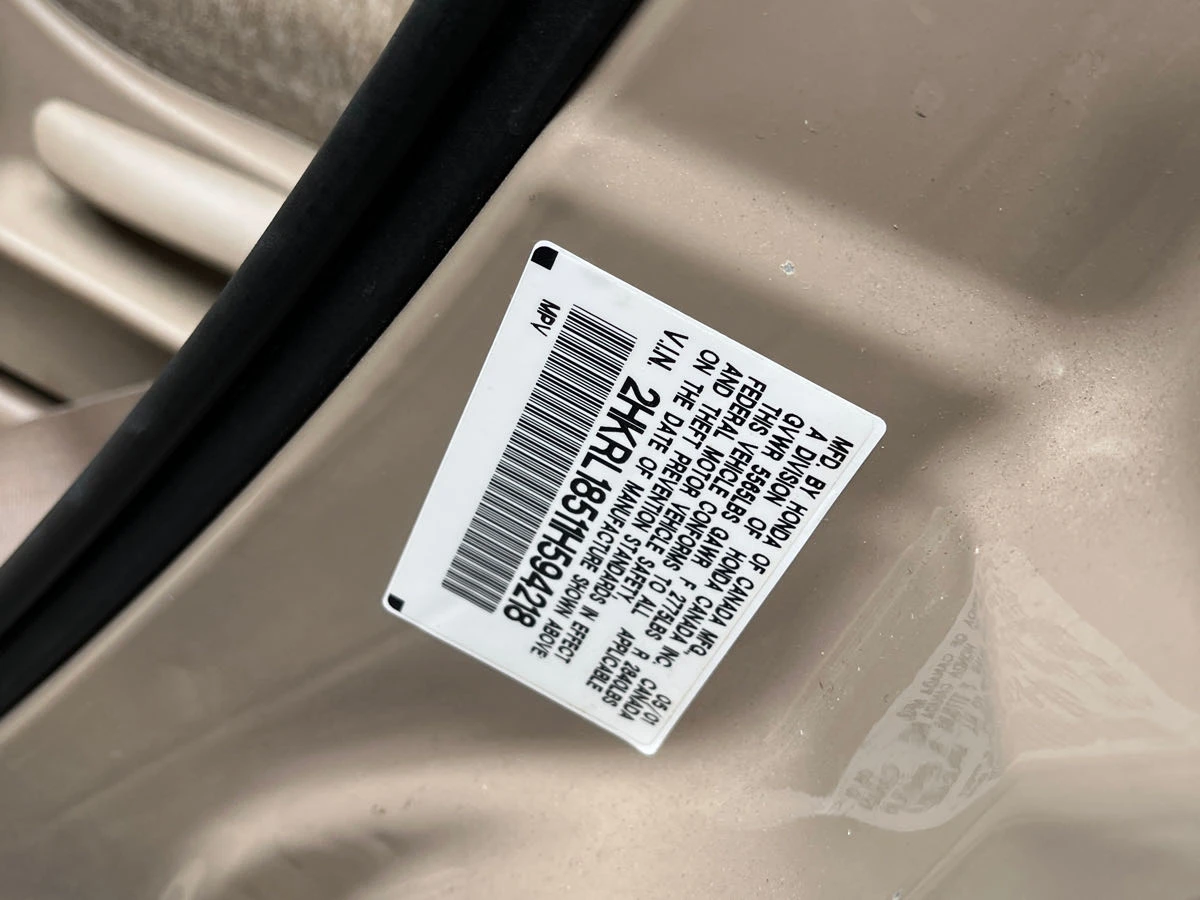 MFD. BY HONDA OF CANADA MFG. 05/01
A DIVISION OF HONDA CANADA INC. CANADA
GVWR 5565LBS GAWR F 2775LBS R 2840LBS
THIS VEHICLE CONFORMS TO ALL APPLICABLE
FEDERAL MOTOR VEHICLE SAFETY
AND THEFT PREVENTION STANDARDS IN EFFECT
ON THE DATE OF MANUFACTURE SHOWN ABOVE.
V.I.N. 2HKRL1851H594218
MPV